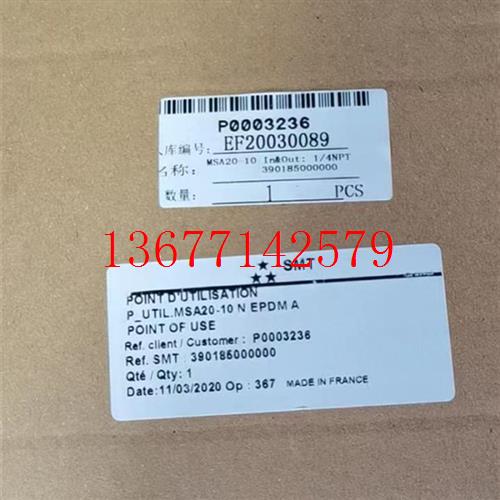 P0003236
库编号: EF20030089
MSA20-10 In&Out: 1/4NPT
名称: 390185000000
数量: 1 PCS
13677142579
SMT
POINT D'UTILISATION
P_UTIL.MSA20-10 N EPDM A
POINT OF USE
Ref. client / Customer : P0003236
Ref. SMT : 390185000000
Qté / Qty: 1
Date:11/03/2020 Op : 367 MADE IN FRANCE